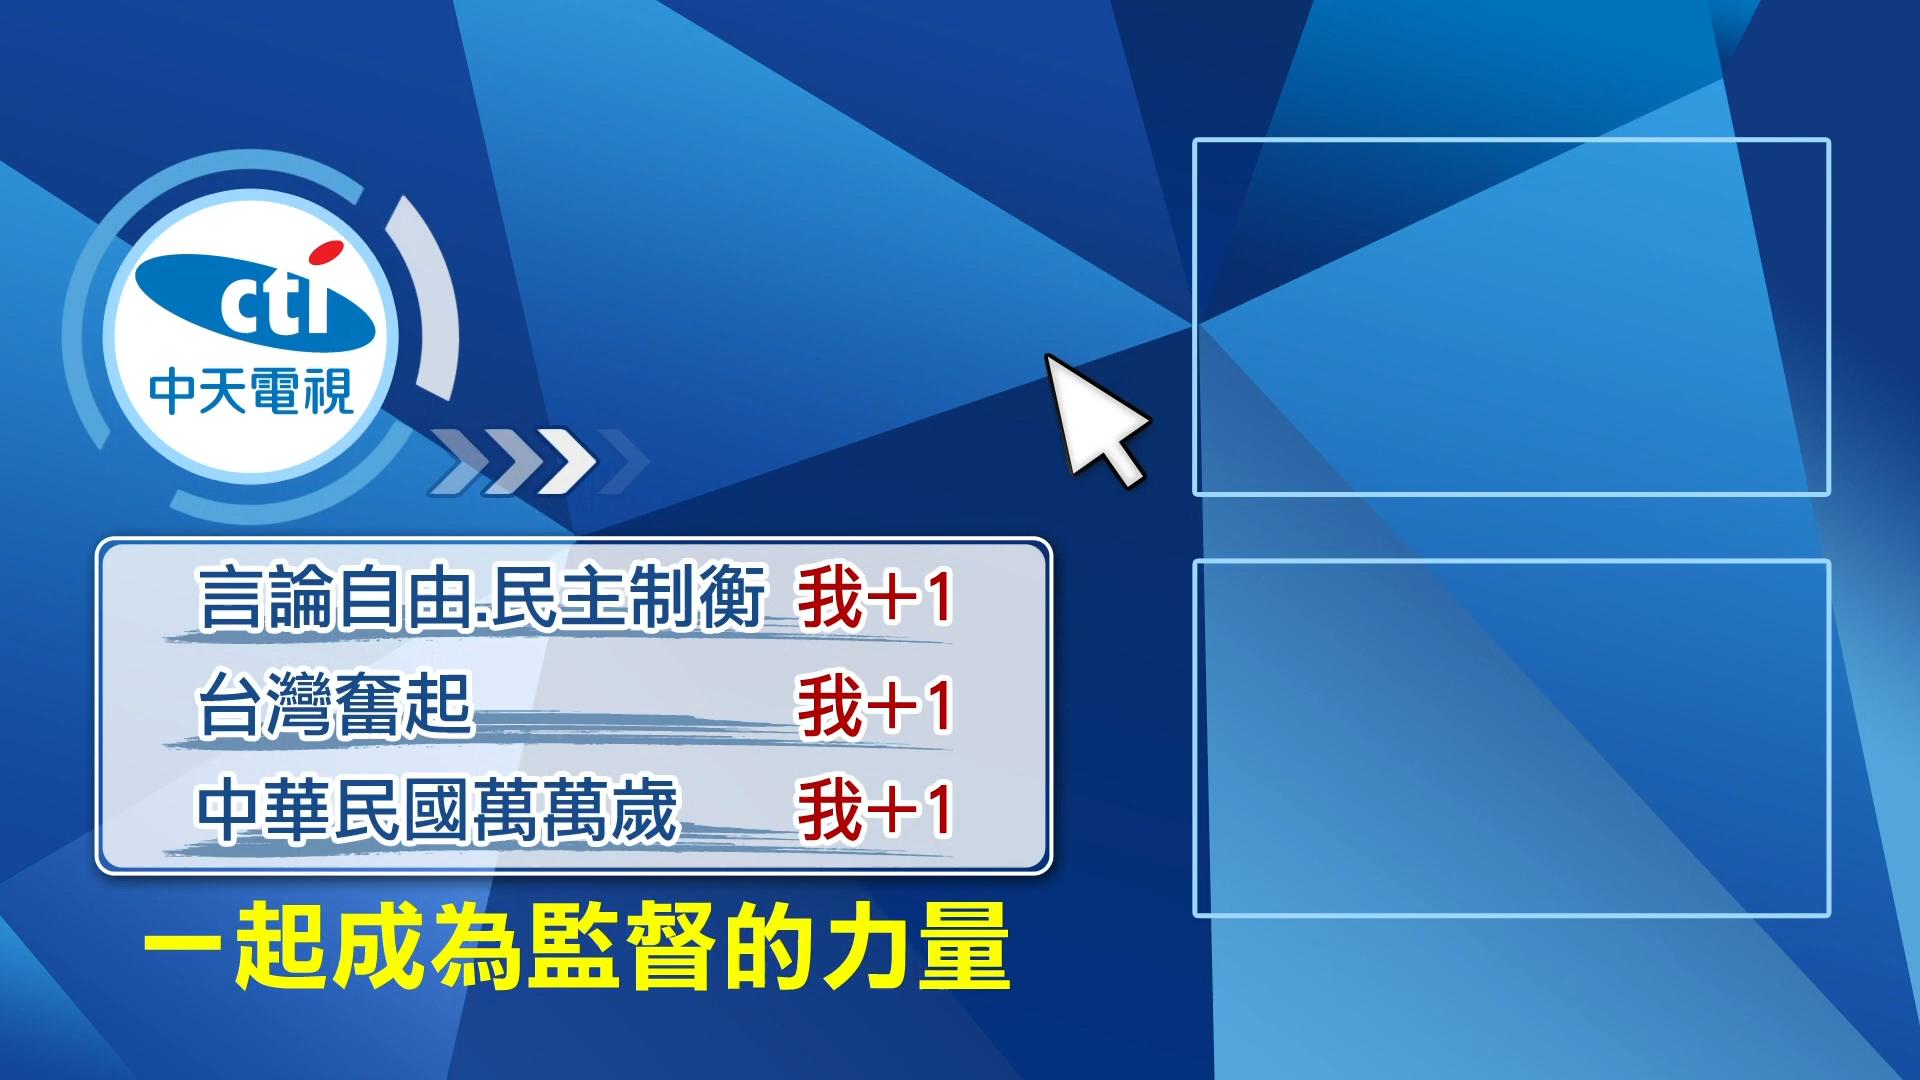 cti
中天電視
言論自由.民主制衡 我+1
台灣奮起 我+1
中華民國萬萬歲 我+1
一起成為監督的力量